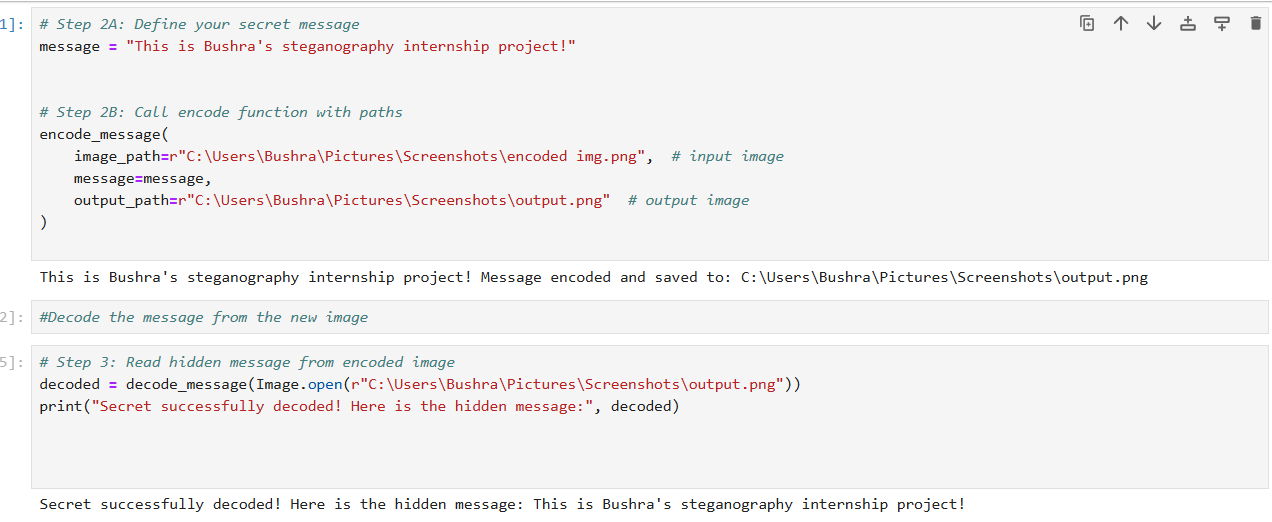 1]:
# Step 2A: Define your secret message
message = "This is Bushra's steganography internship project!"
# Step 2B: Call encode function with paths
encode_message(
    image_path=r"C:\Users\Bushra\Pictures\Screenshots\encoded img.png",  # input image
    message=message,
    output_path=r"C:\Users\Bushra\Pictures\Screenshots\output.png"  # output image
)
This is Bushra's steganography internship project! Message encoded and saved to: C:\Users\Bushra\Pictures\Screenshots\output.png
2]:
#Decode the message from the new image
5]:
# Step 3: Read hidden message from encoded image
decoded = decode_message(Image.open(r"C:\Users\Bushra\Pictures\Screenshots\output.png"))
print("Secret successfully decoded! Here is the hidden message:", decoded)
Secret successfully decoded! Here is the hidden message: This is Bushra's steganography internship project!